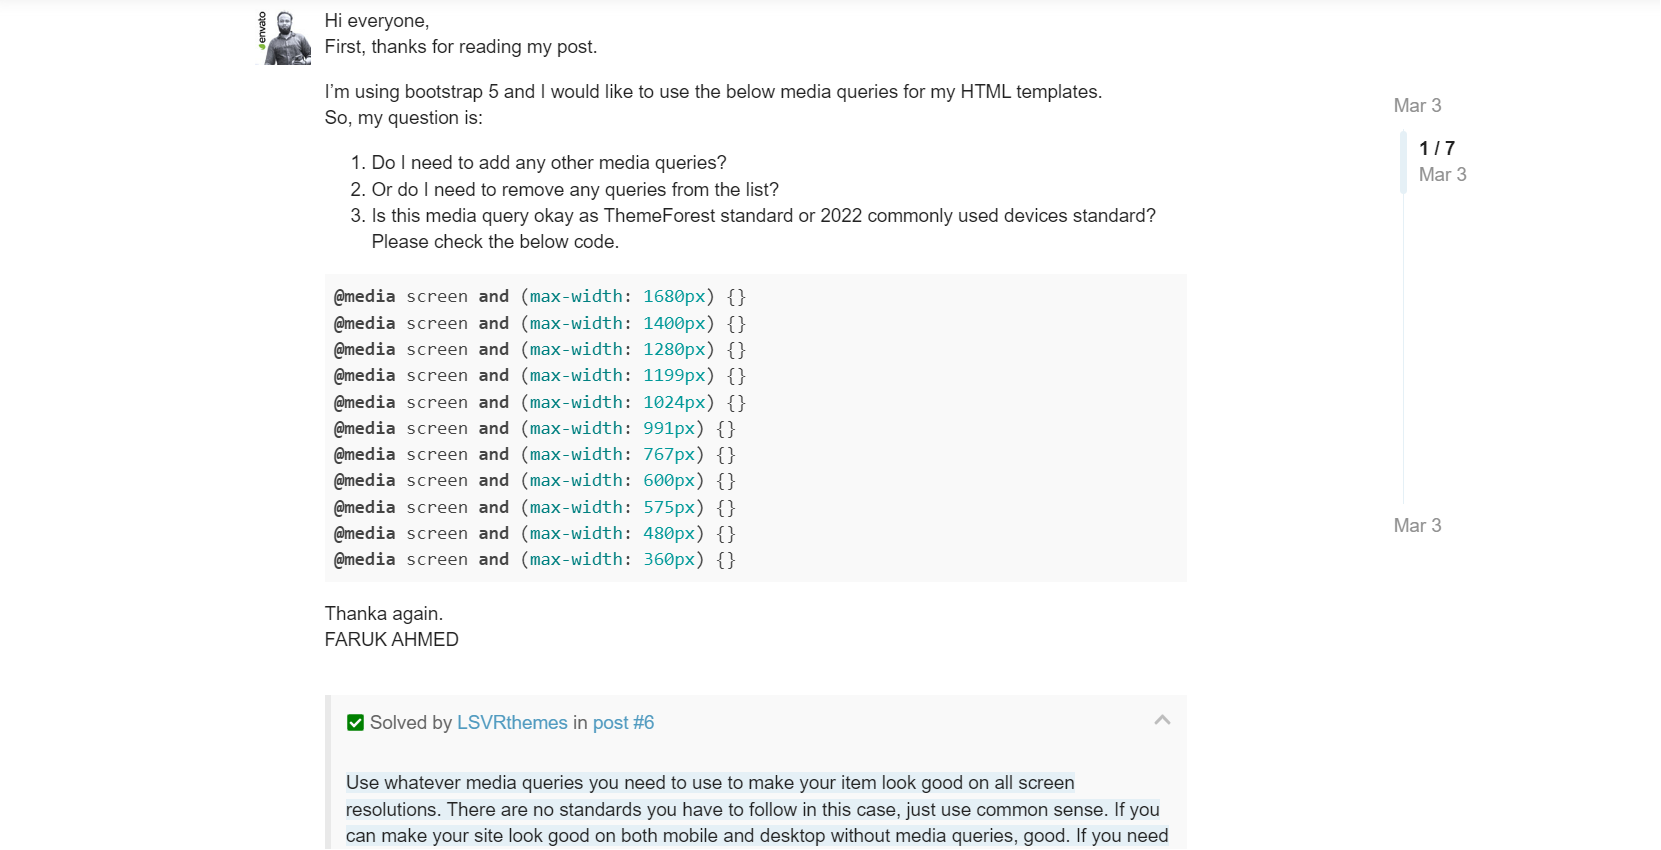 envato
Hi everyone,
First, thanks for reading my post.
I’m using bootstrap 5 and I would like to use the below media queries for my HTML templates.
So, my question is:
1. Do I need to add any other media queries?
2. Or do I need to remove any queries from the list?
3. Is this media query okay as ThemeForest standard or 2022 commonly used devices standard?
Please check the below code.
@media screen and (max-width: 1680px) {}
@media screen and (max-width: 1400px) {}
@media screen and (max-width: 1280px) {}
@media screen and (max-width: 1199px) {}
@media screen and (max-width: 1024px) {}
@media screen and (max-width: 991px) {}
@media screen and (max-width: 767px) {}
@media screen and (max-width: 600px) {}
@media screen and (max-width: 575px) {}
@media screen and (max-width: 480px) {}
@media screen and (max-width: 360px) {}
Thanka again.
FARUK AHMED
Solved by LSVRthemes in post #6
Use whatever media queries you need to use to make your item look good on all screen
resolutions. There are no standards you have to follow in this case, just use common sense. If you
can make your site look good on both mobile and desktop without media queries, good. If you need
Mar 3
1 / 7
Mar 3
Mar 3